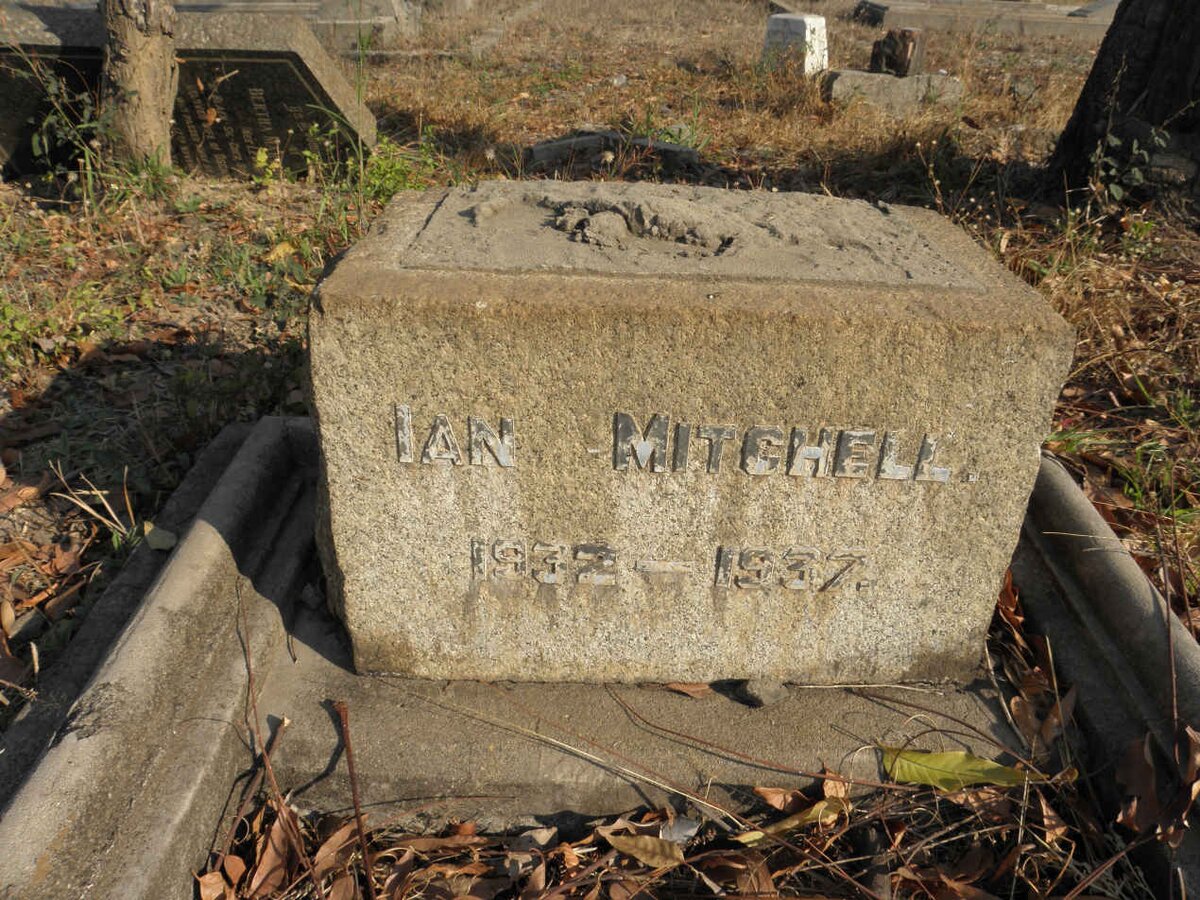 IAN MITCHELL.
1932 – 1937.